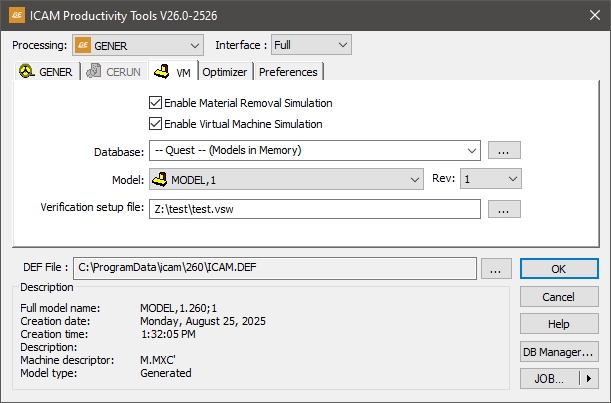 ICAM Productivity Tools V26.0-2526
Processing: GE GENER Interface : Full
GENER CERUN VM Optimizer Preferences
Enable Material Removal Simulation
Enable Virtual Machine Simulation
Database: -- Quest -- (Models in Memory) ...
Model: MODEL,1 Rev: 1
Verification setup file: Z:\test\test.vsw ...
DEF File : C:\ProgramData\icam\260\ICAM.DEF ... OK
Description
Cancel
Full model name: MODEL,1.260;1
Creation date: Monday, August 25, 2025
Help
Creation time: 1:32:05 PM
Description:
DB Manager...
Machine descriptor: M.MXC'
Model type: Generated
JOB...